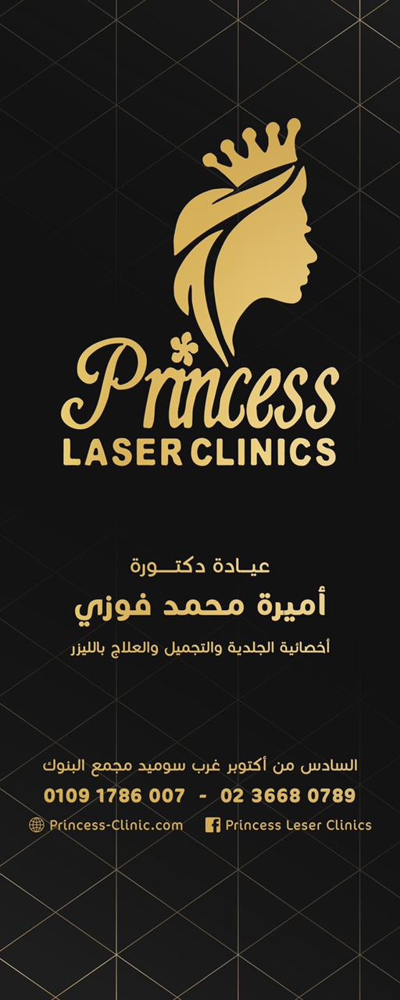 Princess
LASER CLINICS
عيـادة دكتـــورة
أميرة محمد فوزي
أخصائية الجلدية والتجميل والعلاج بالليزر
السادس من أكتوبر غرب سوميد مجمع البنوك
0109 1786 007 - 02 3668 0789
Princess-Clinic.com Princess Leser Clinics